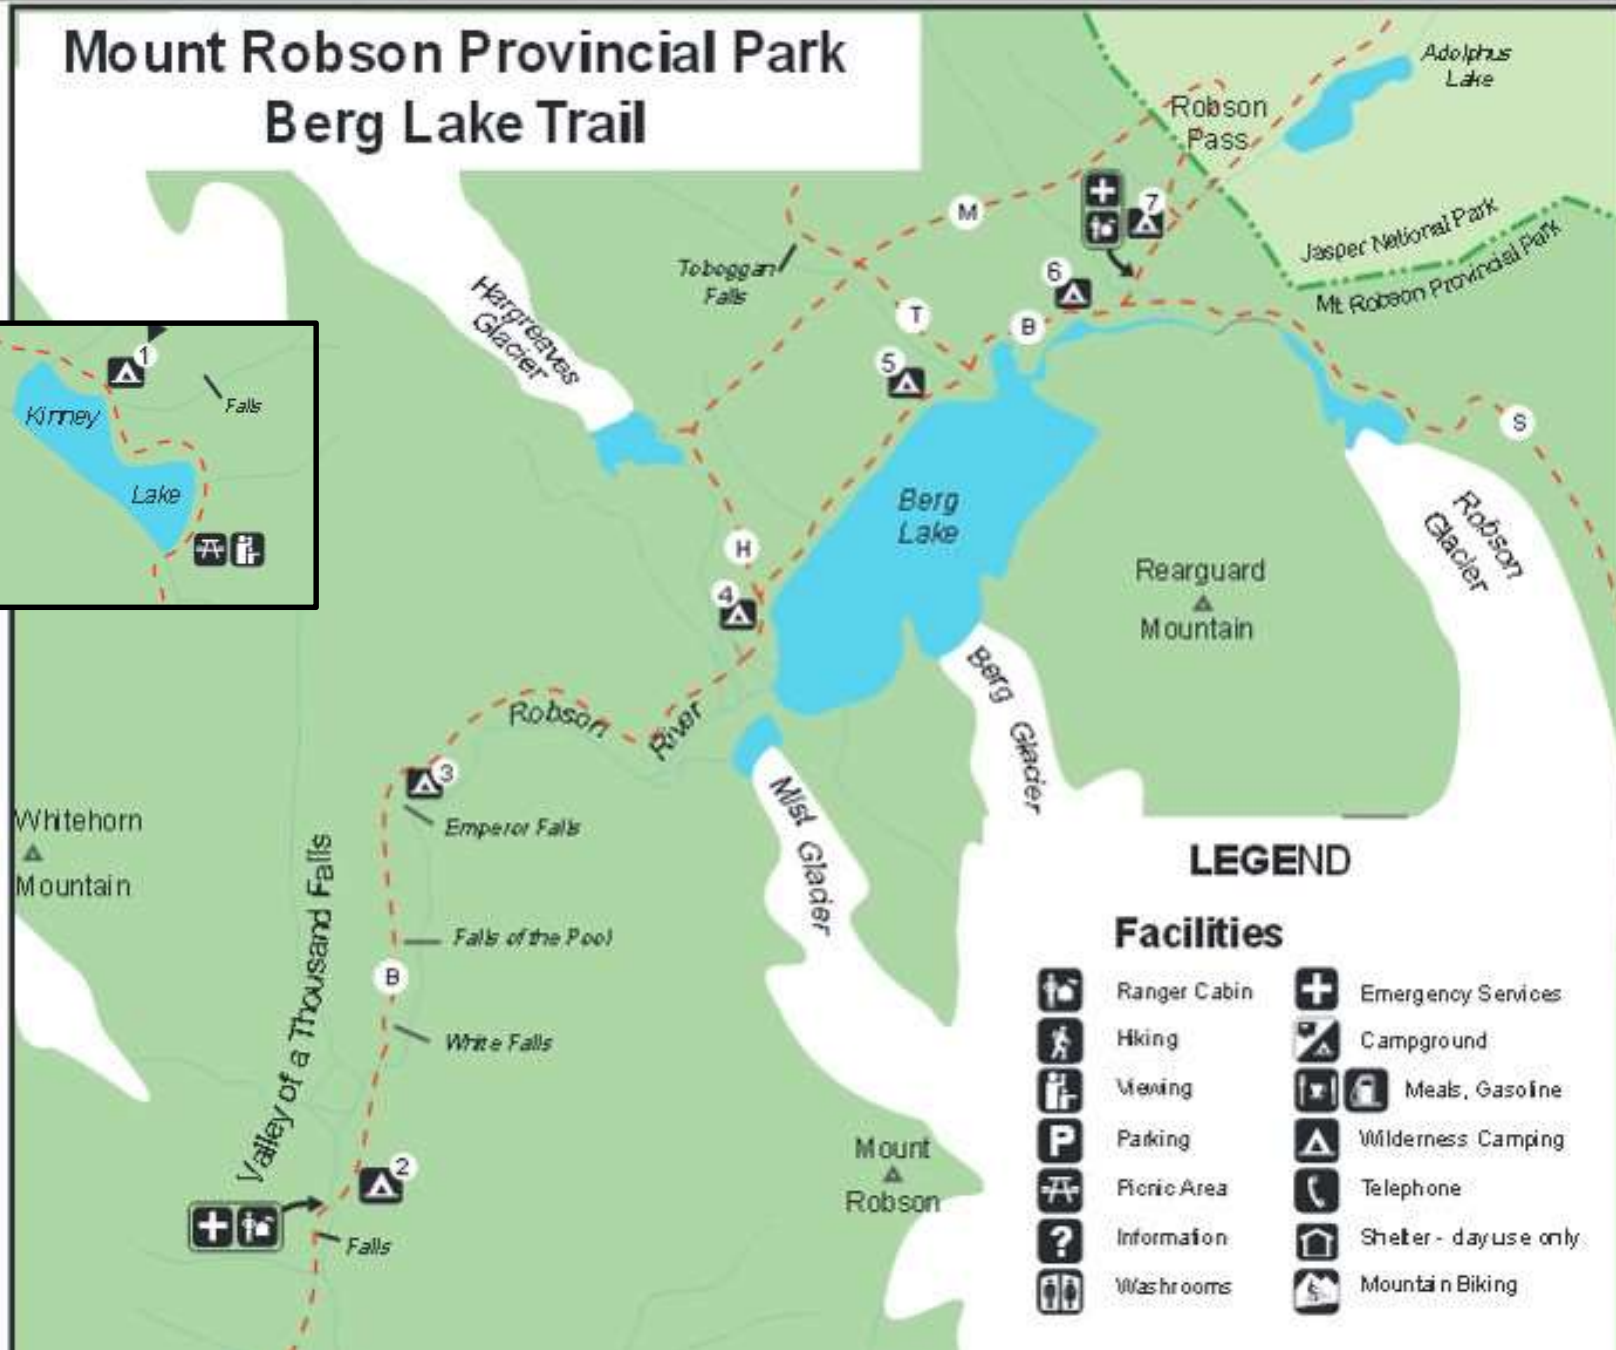 Mount Robson Provincial Park
Berg Lake Trail
Adolphus
Lake
Robson
Pass
Jasper National Park
Mt Robson Provincial Park
M
7
6
Toboggan
Falls
T
B
5
Hargreaves
Glacier
S
1
Falls
Kinney
Lake
Berg
Lake
Robson
Glacier
H
4
Rearguard
Mountain
Berg Glacier
Robson River
3
Emperor Falls
Mist Glacier
Whitehorn
Mountain
Valley of a Thousand Falls
Falls of the Pool
B
White Falls
2
Falls
Mount
Robson
LEGEND
Facilities
Ranger Cabin
Hiking
Viewing
P
Parking
Picnic Area
?
Information
Washrooms
Emergency Services
Campground
Meals, Gasoline
Wilderness Camping
Telephone
Shelter - day use only
Mountain Biking